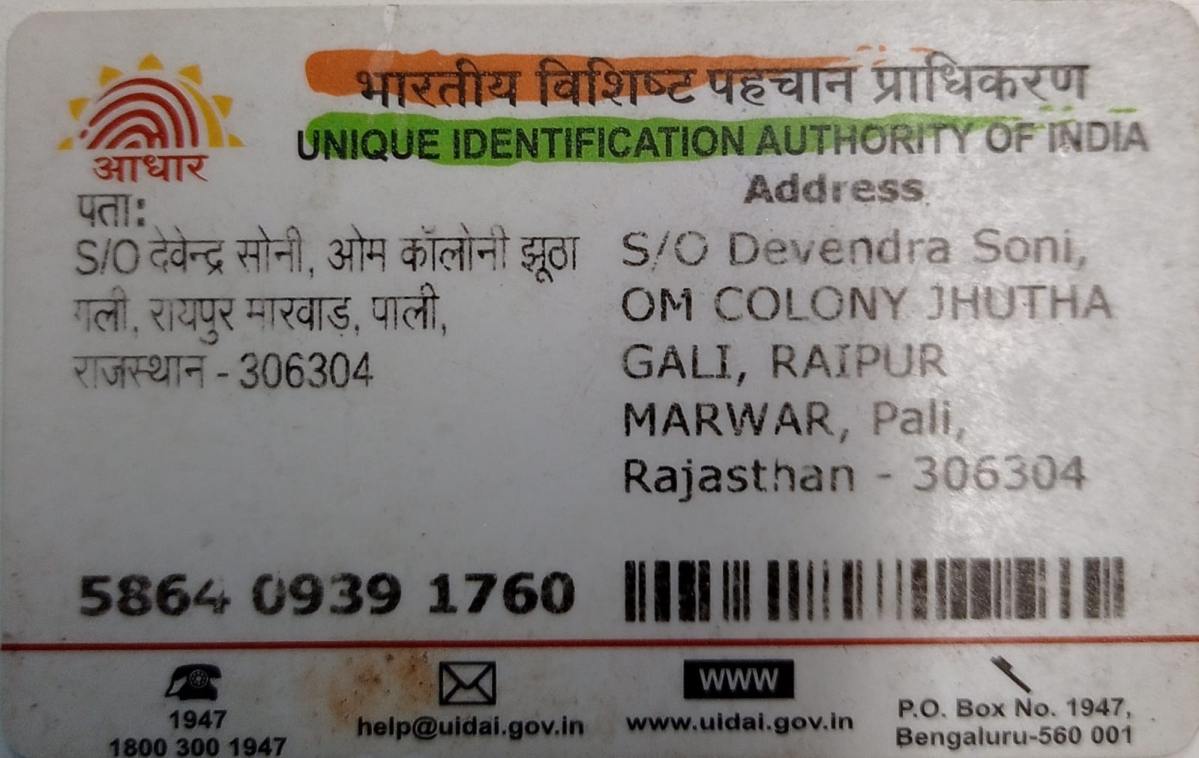 भारतीय विशिष्ट पहचान प्राधिकरण
UNIQUE IDENTIFICATION AUTHORITY OF INDIA
आधार
पता:
S/O देवेन्द्र सोनी, ओम कॉलोनी झूठा
गली, रायपुर मारवाड़, पाली,
राजस्थान - 306304
Address
S/O Devendra Soni,
OM COLONY JHUTHA
GALI, RAIPUR
MARWAR, Pali,
Rajasthan - 306304
5864 0939 1760
1947
1800 300 1947
help@uidai.gov.in
WWW
www.uidai.gov.in
P.O. Box No. 1947,
Bengaluru-560 001